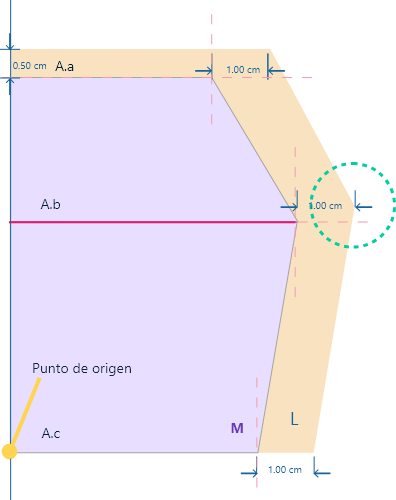 0.50 cm A.a 1.00 cm
A.b 1.00 cm
Punto de origen
A.c M L
1.00 cm